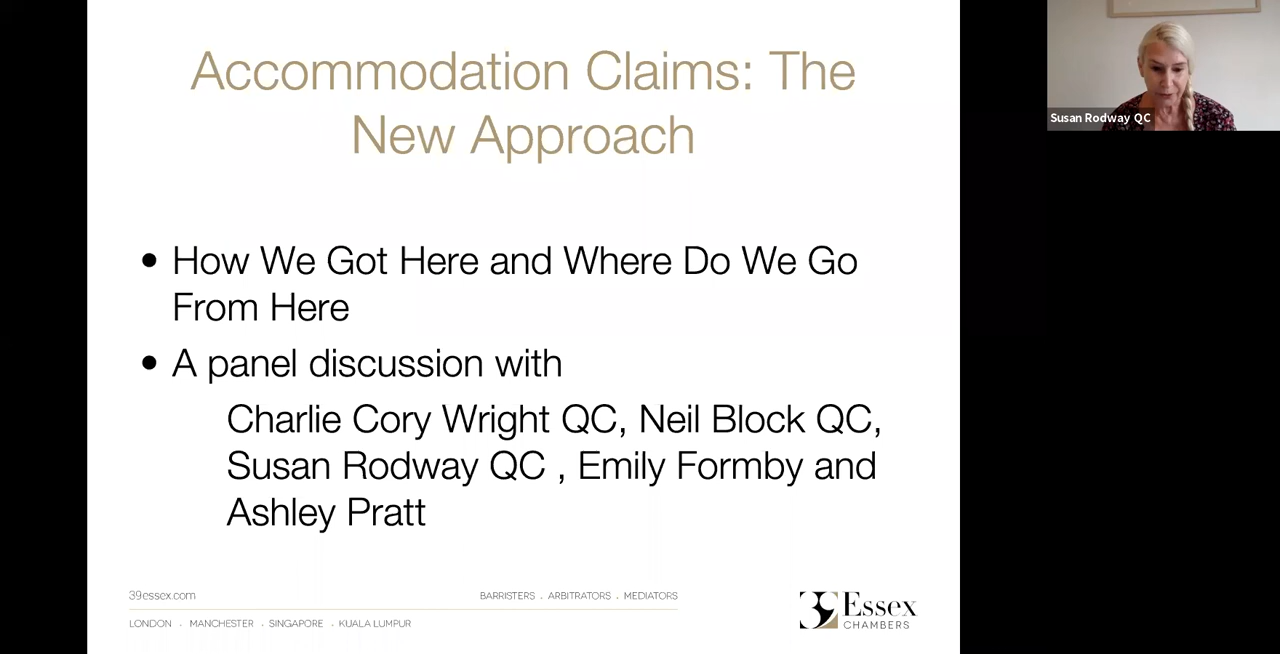 Accommodation Claims: The
New Approach
• How We Got Here and Where Do We Go
From Here
• A panel discussion with
Charlie Cory Wright QC, Neil Block QC,
Susan Rodway QC , Emily Formby and
Ashley Pratt
39essex.com
BARRISTERS . ARBITRATORS . MEDIATORS
LONDON . MANCHESTER . SINGAPORE . KUALA LUMPUR
39 Essex
CHAMBERS
Susan Rodway QC